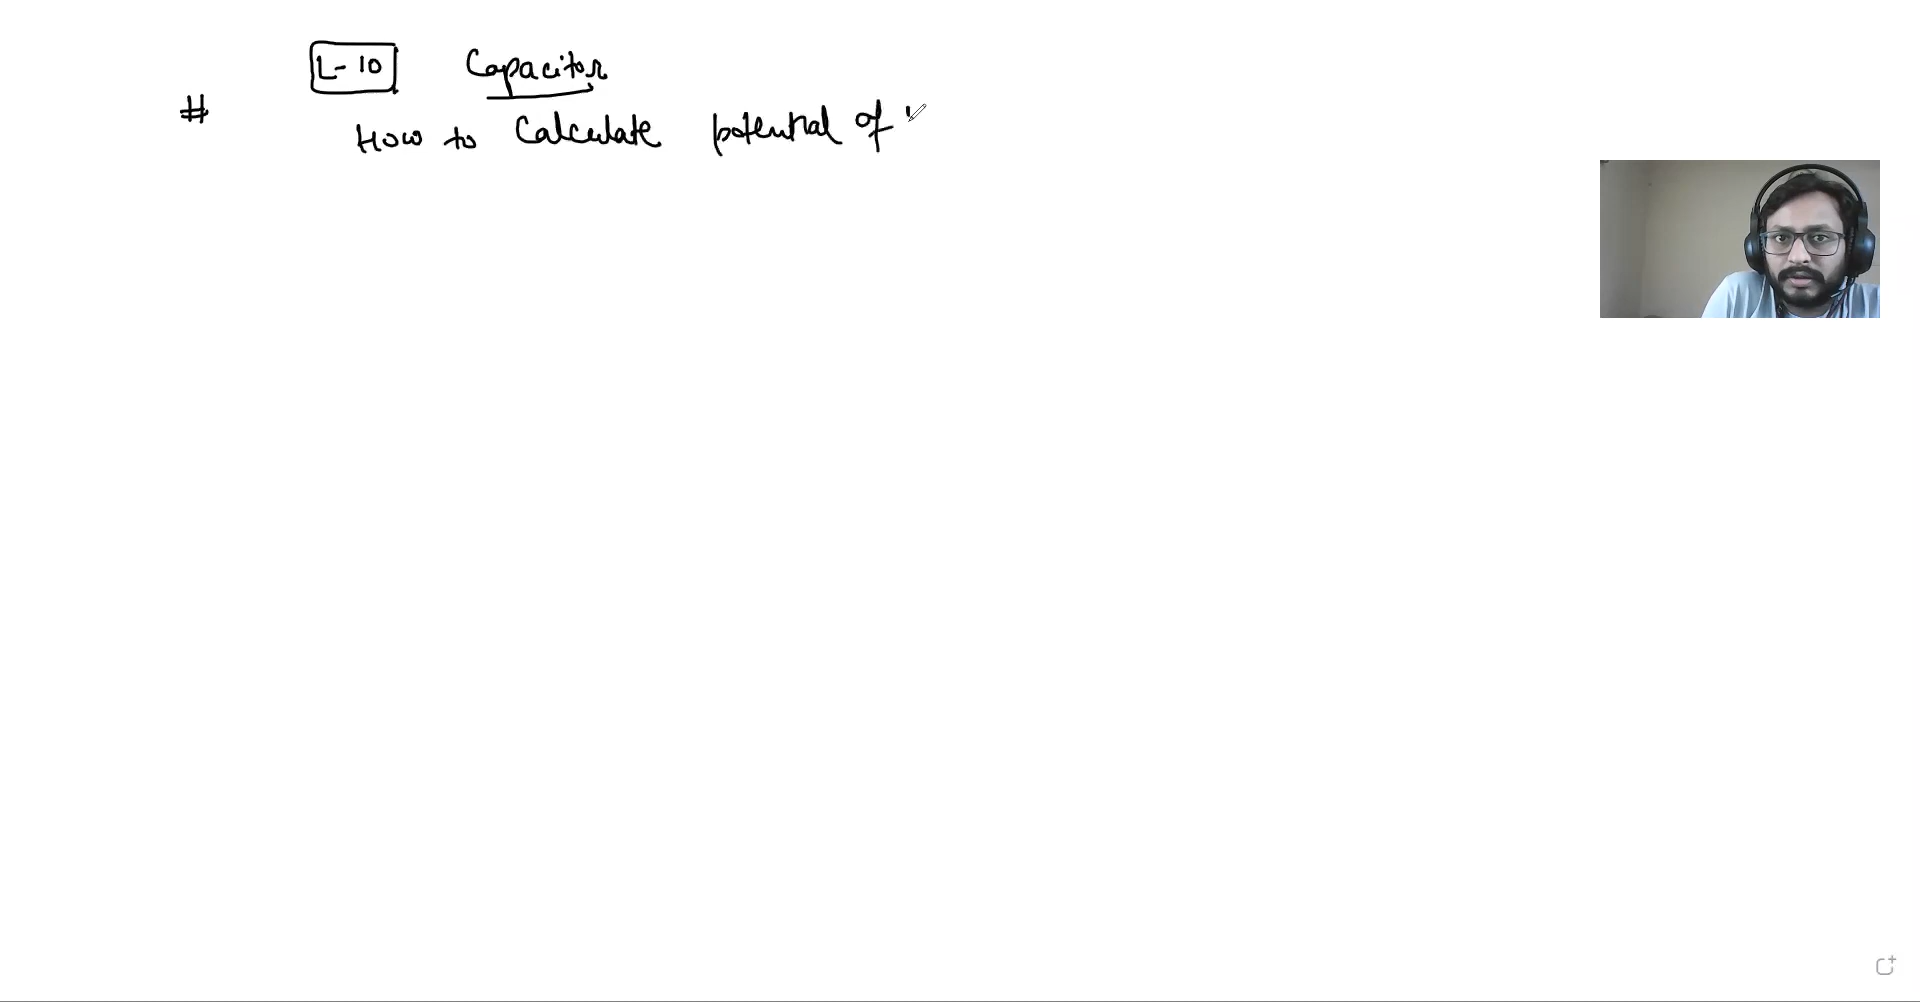 L-10 Capacitor
# How to Calculate potential of